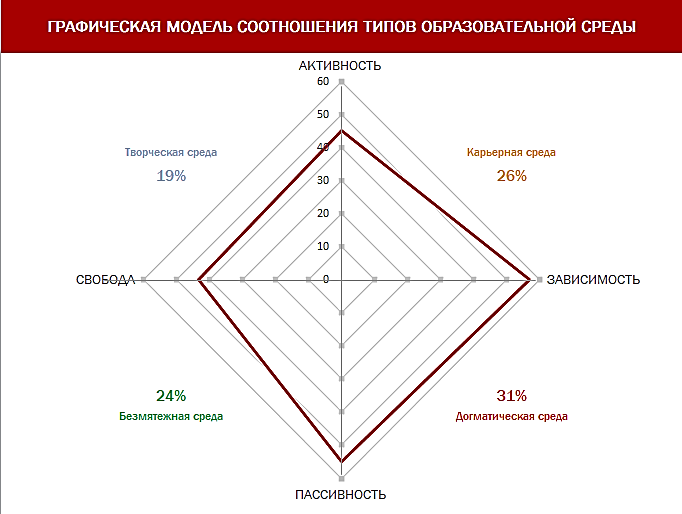 ГРАФИЧЕСКАЯ МОДЕЛЬ СООТНОШЕНИЯ ТИПОВ ОБРАЗОВАТЕЛЬНОЙ СРЕДЫ
АКТИВНОСТЬ
60
50
40
30
20
10
0
Творческая среда
19%
Карьерная среда
26%
СВОБОДА
ЗАВИСИМОСТЬ
24%
Безмятежная среда
31%
Догматическая среда
ПАССИВНОСТЬ